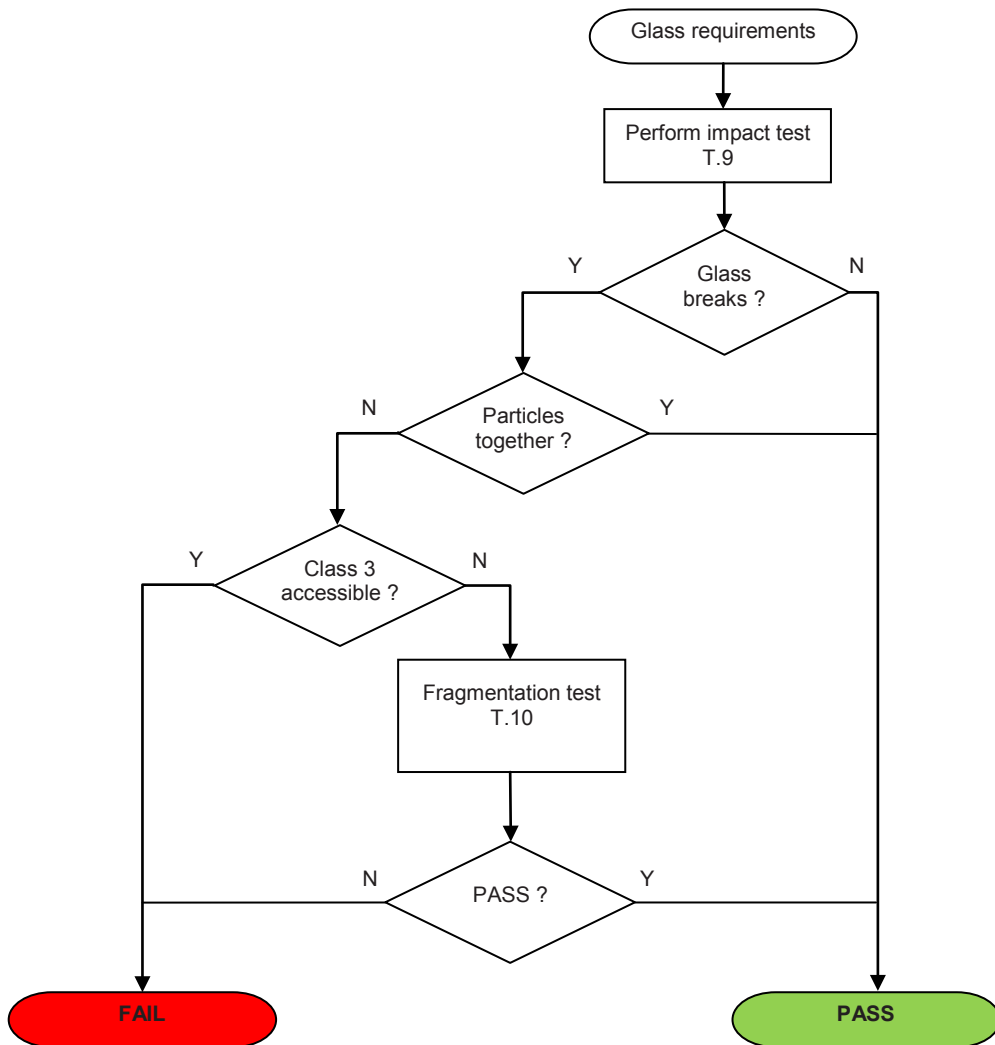 Glass requirements
Perform impact test
T.9
Y
N
Glass
breaks ?
N
Y
Particles
together ?
Y
N
Class 3
accessible ?
Fragmentation test
T.10
N
Y
PASS ?
FAIL
PASS